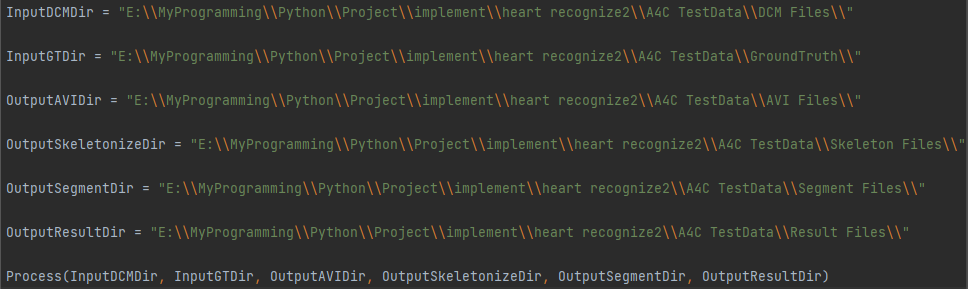 InputDCMDir = "E:\\MyProgramming\\Python\\Project\\implement\\heart recognize2\\A4C TestData\\DCM Files\\"
InputGTDir = "E:\\MyProgramming\\Python\\Project\\implement\\heart recognize2\\A4C TestData\\GroundTruth\\"
OutputAVIDir = "E:\\MyProgramming\\Python\\Project\\implement\\heart recognize2\\A4C TestData\\AVI Files\\"
OutputSkeletonizeDir = "E:\\MyProgramming\\Python\\Project\\implement\\heart recognize2\\A4C TestData\\Skeleton Files\\"
OutputSegmentDir = "E:\\MyProgramming\\Python\\Project\\implement\\heart recognize2\\A4C TestData\\Segment Files\\"
OutputResultDir = "E:\\MyProgramming\\Python\\Project\\implement\\heart recognize2\\A4C TestData\\Result Files\\"
Process(InputDCMDir, InputGTDir, OutputAVIDir, OutputSkeletonizeDir, OutputSegmentDir, OutputResultDir)